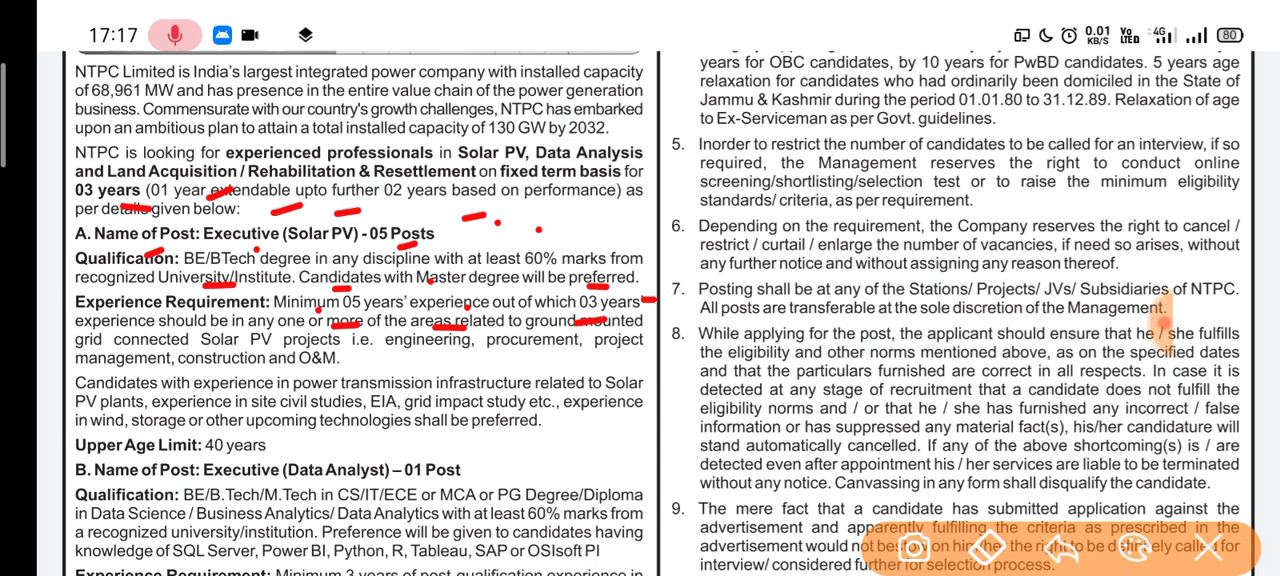 17:17
0.01
KB/S
Vo
LTED
4G
80
NTPC Limited is India's largest integrated power company with installed capacity
of 68,961 MW and has presence in the entire value chain of the power generation
business. Commensurate with our country's growth challenges, NTPC has embarked
upon an ambitious plan to attain a total installed capacity of 130 GW by 2032.
NTPC is looking for experienced professionals in Solar PV, Data Analysis
and Land Acquisition / Rehabilitation & Resettlement on fixed term basis for
03 years (01 year extendable upto further 02 years based on performance) as
per details given below:
A. Name of Post: Executive (Solar PV) - 05 Posts
Qualification: BE/BTech degree in any discipline with at least 60% marks from
recognized University/Institute. Candidates with Master degree will be preferred.
Experience Requirement: Minimum 05 years' experience out of which 03 years'
experience should be in any one or more of the areas related to ground mounted
grid connected Solar PV projects i.e. engineering, procurement, project
management, construction and O&M.
Candidates with experience in power transmission infrastructure related to Solar
PV plants, experience in site civil studies, EIA, grid impact study etc., experience
in wind, storage or other upcoming technologies shall be preferred.
Upper Age Limit: 40 years
B. Name of Post: Executive (Data Analyst) – 01 Post
Qualification: BE/B.Tech/M.Tech in CS/IT/ECE or MCA or PG Degree/Diploma
in Data Science / Business Analytics/ Data Analytics with at least 60% marks from
a recognized university/institution. Preference will be given to candidates having
knowledge of SQL Server, Power BI, Python, R, Tableau, SAP or OSIsoft PI
Experience Requirement: Minimum 3 years of post-qualification experience in
years for OBC candidates, by 10 years for PwBD candidates. 5 years age
relaxation for candidates who had ordinarily been domiciled in the State of
Jammu & Kashmir during the period 01.01.80 to 31.12.89. Relaxation of age
to Ex-Serviceman as per Govt. guidelines.
5. Inorder to restrict the number of candidates to be called for an interview, if so
required, the Management reserves the right to conduct online
screening/shortlisting/selection test or to raise the minimum eligibility
standards/ criteria, as per requirement.
6. Depending on the requirement, the Company reserves the right to cancel /
restrict / curtail / enlarge the number of vacancies, if need so arises, without
any further notice and without assigning any reason thereof.
7. Posting shall be at any of the Stations/ Projects/ JVs/ Subsidiaries of NTPC.
All posts are transferable at the sole discretion of the Management.
8. While applying for the post, the applicant should ensure that he / she fulfills
the eligibility and other norms mentioned above, as on the specified dates
and that the particulars furnished are correct in all respects. In case it is
detected at any stage of recruitment that a candidate does not fulfill the
eligibility norms and / or that he / she has furnished any incorrect / false
information or has suppressed any material fact(s), his/her candidature will
stand automatically cancelled. If any of the above shortcoming(s) is / are
detected even after appointment his / her services are liable to be terminated
without any notice. Canvassing in any form shall disqualify the candidate.
9. The mere fact that a candidate has submitted application against the
advertisement and apparently fulfilling the criteria as prescribed in the
advertisement would not bestow on him/her the right to be definitely called for
interview/ considered further for selection process.